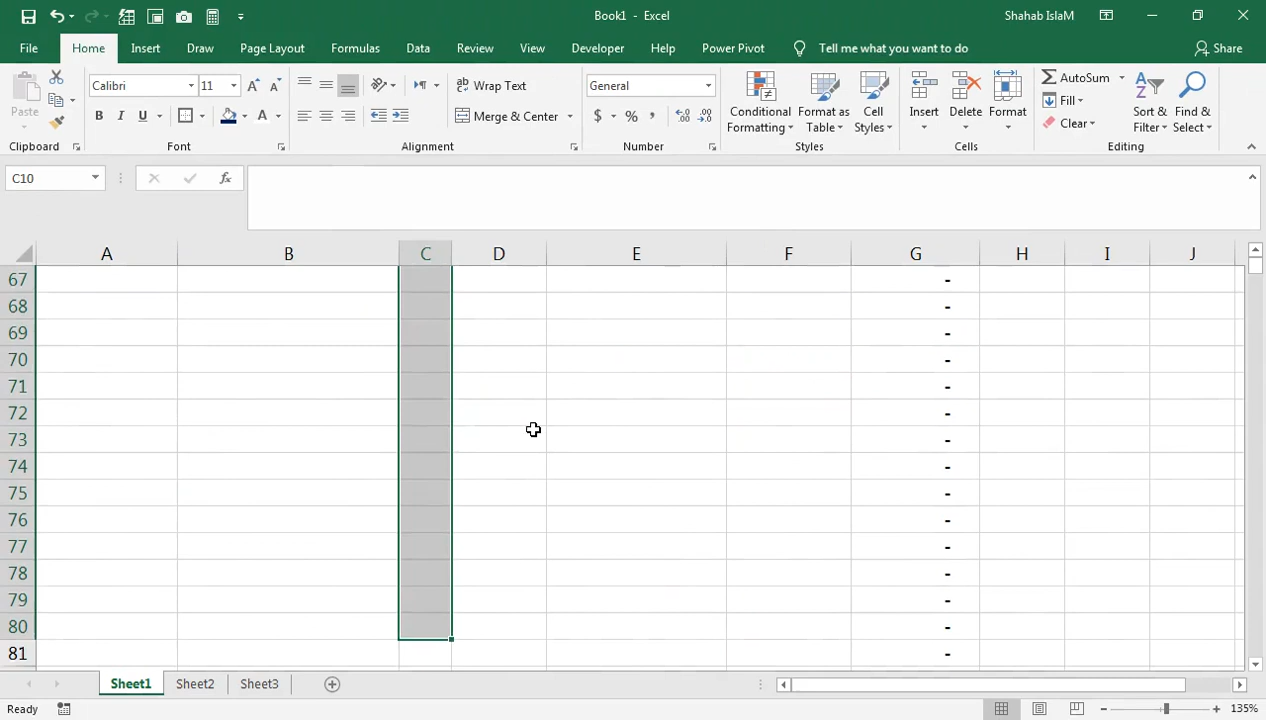 Book1 - Excel
Shahab IslaM
File Home Insert Draw Page Layout Formulas Data Review View Developer Help Power Pivot Tell me what you want to do Share
Paste
Clipboard
Calibri 11
B I U A
Font
Wrap Text
Merge & Center
Alignment
General
$ % ,
Number
Conditional Formatting
Format as Table
Cell Styles
Styles
Insert Delete Format
Cells
AutoSum
Fill
Clear
Sort & Filter
Find & Select
Editing
C10 fx
A B C D E F G H I J
67 -
68 -
69 -
70 -
71 -
72 -
73 -
74 -
75 -
76 -
77 -
78 -
79 -
80 -
81 -
Sheet1 Sheet2 Sheet3
Ready 135%